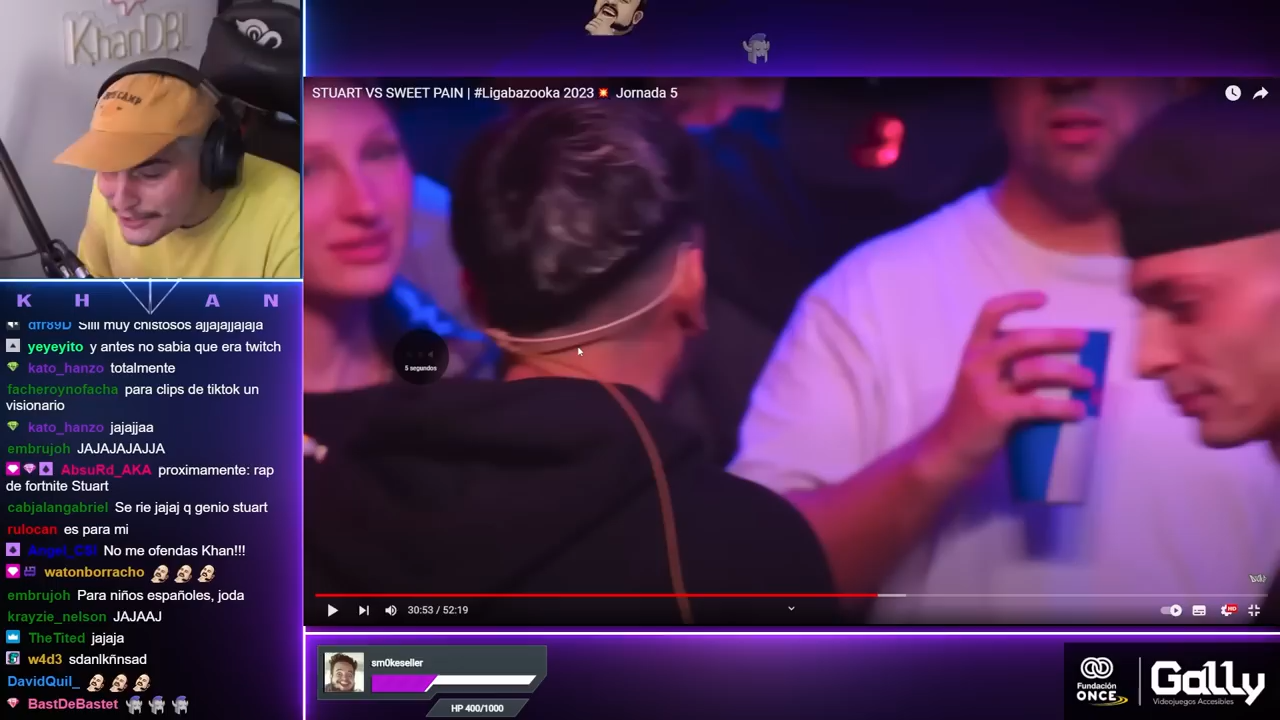 KhanDBL
STUART VS SWEET PAIN | #Ligabazooka 2023💥 Jornada 5
5 segundos
K H A N
dfr89D Siiii muy chistosos ajjajajjajaja
yeyeyito y antes no sabia que era twitch
kato_hanzo totalmente
facheroynofacha para clips de tiktok un
visionario
kato_hanzo jajajjaa
embrujoh JAJAJAJAJJA
AbsuRd_AKA proximamente: rap
de fortnite Stuart
cabjalangabriel Se rie jajaj q genio stuart
rulocan es para mi
Angel_CSI No me ofendas Khan!!!
watonborracho
embrujoh Para niños españoles, joda
krayzie_nelson JAJAAJ
TheTited jajaja
w4d3 sdanlkñnsad
DavidQuil_
BastDeBastet
30:53 / 52:19
HD
sm0keseller
HP 400/1000
Fundación
ONCE
Gally
Videojuegos Accesibles